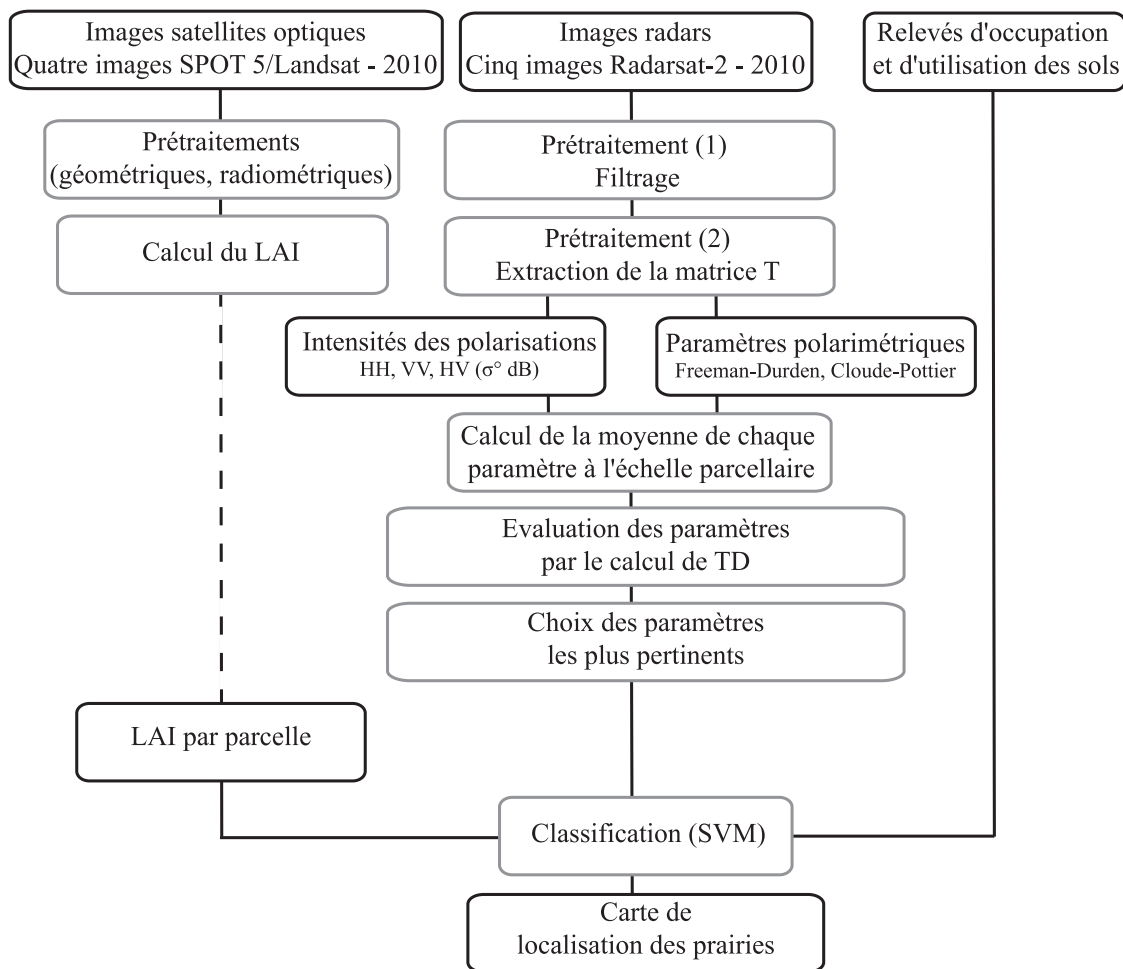 Images satellites optiques
Quatre images SPOT 5/Landsat - 2010
Images radars
Cinq images Radarsat-2 - 2010
Relevés d'occupation
et d'utilisation des sols
Prétraitements
(géométriques, radiométriques)
Prétraitement (1)
Filtrage
Calcul du LAI
Prétraitement (2)
Extraction de la matrice T
Intensités des polarisations
HH, VV, HV (σ° dB)
Paramètres polarimétriques
Freeman-Durden, Cloude-Pottier
Calcul de la moyenne de chaque
paramètre à l'échelle parcellaire
Evaluation des paramètres
par le calcul de TD
Choix des paramètres
les plus pertinents
LAI par parcelle
Classification (SVM)
Carte de
localisation des prairies